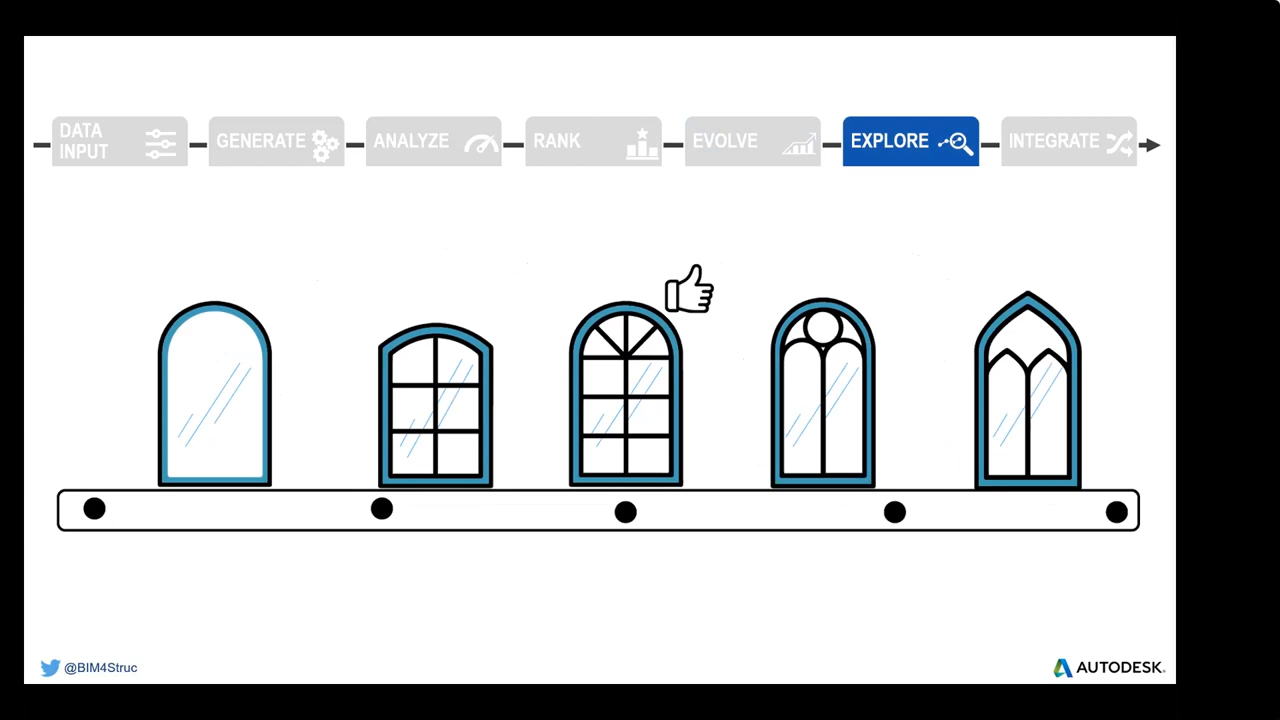 DATA
INPUT
GENERATE
ANALYZE
RANK
EVOLVE
EXPLORE
INTEGRATE
@BIM4Struc
AUTODESK.